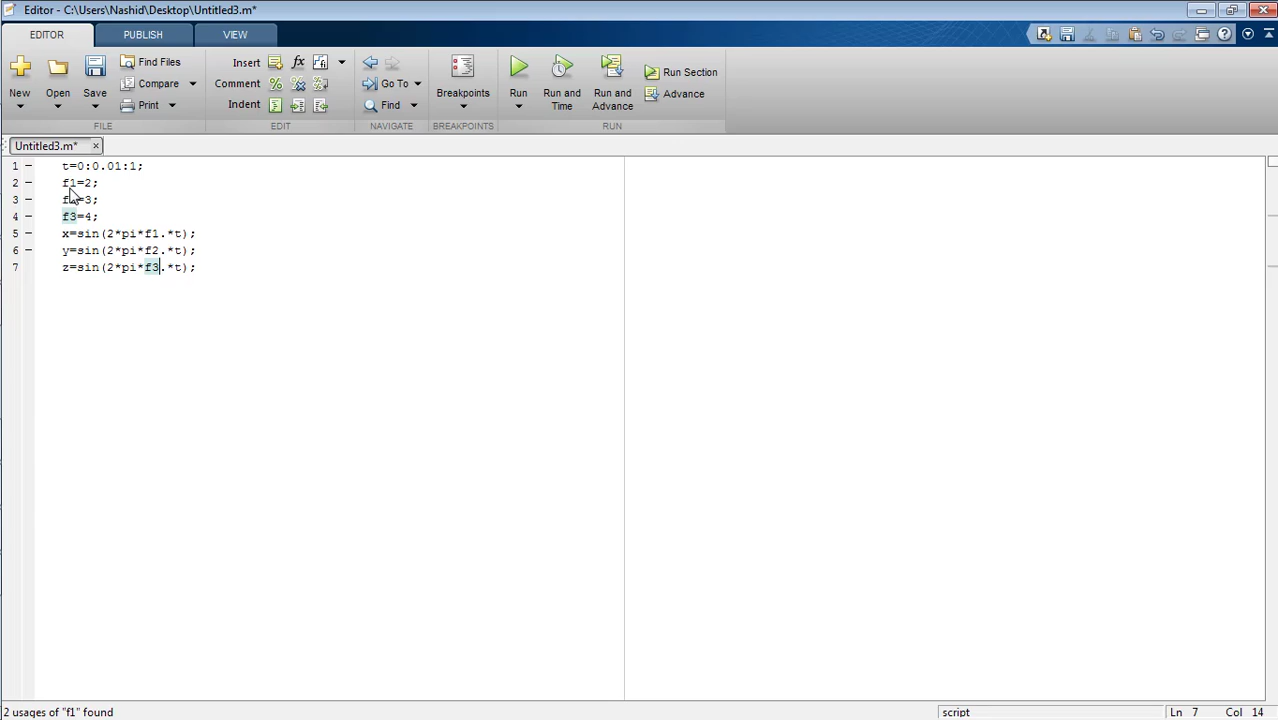 Editor - C:\Users\Nashid\Desktop\Untitled3.m*
EDITOR PUBLISH VIEW
Find Files Insert fx
Compare Comment Go To Run Section
New Open Save Breakpoints Run Run and Time Run and Advance Advance
Print Indent Find
FILE EDIT NAVIGATE BREAKPOINTS RUN
Untitled3.m*
1 t=0:0.01:1;
2 f1=2;
3 =3;
4 f3=4;
5 x=sin(2*pi*f1.*t);
6 y=sin(2*pi*f2.*t);
7 z=sin(2*pi*f3.*t);
2 usages of "f1" found script Ln 7 Col 14